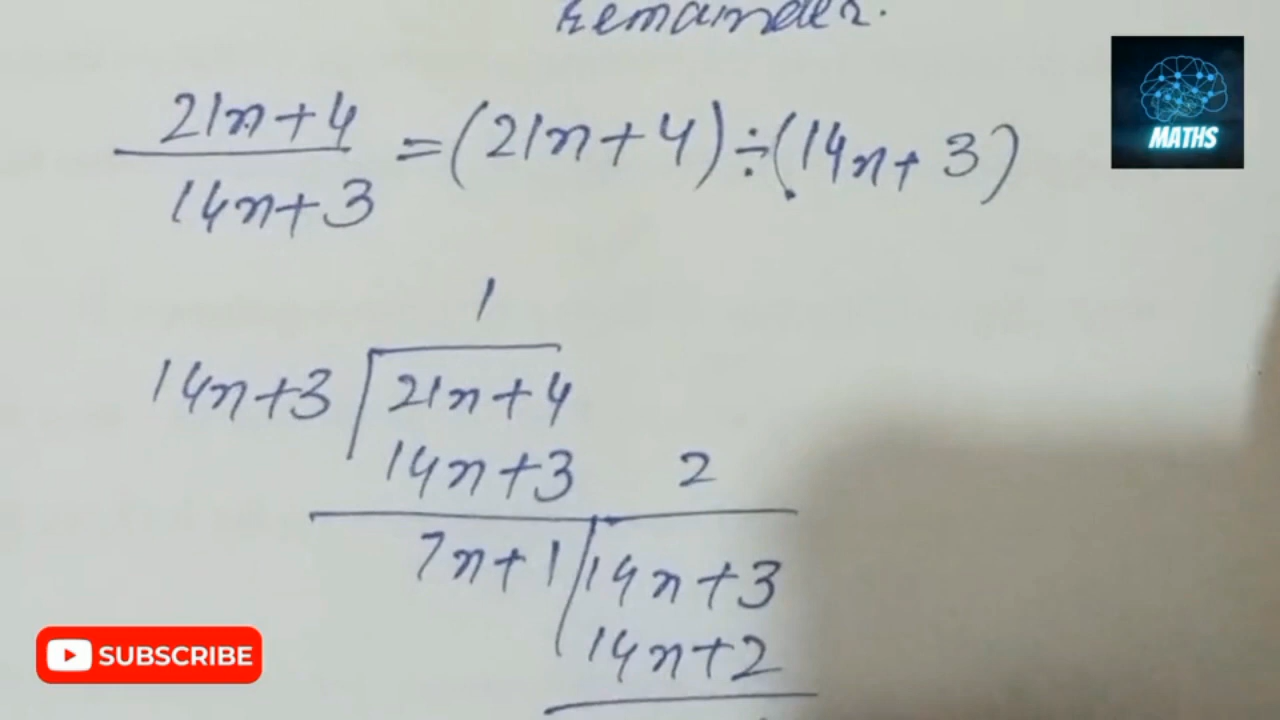 Remainder.
21n+4 = (21n+4) ÷ (14n+3)
14n+3
MATHS
1
14n+3 21n+4
14n+3 2
7n+1 14n+3
14n+2
SUBSCRIBE